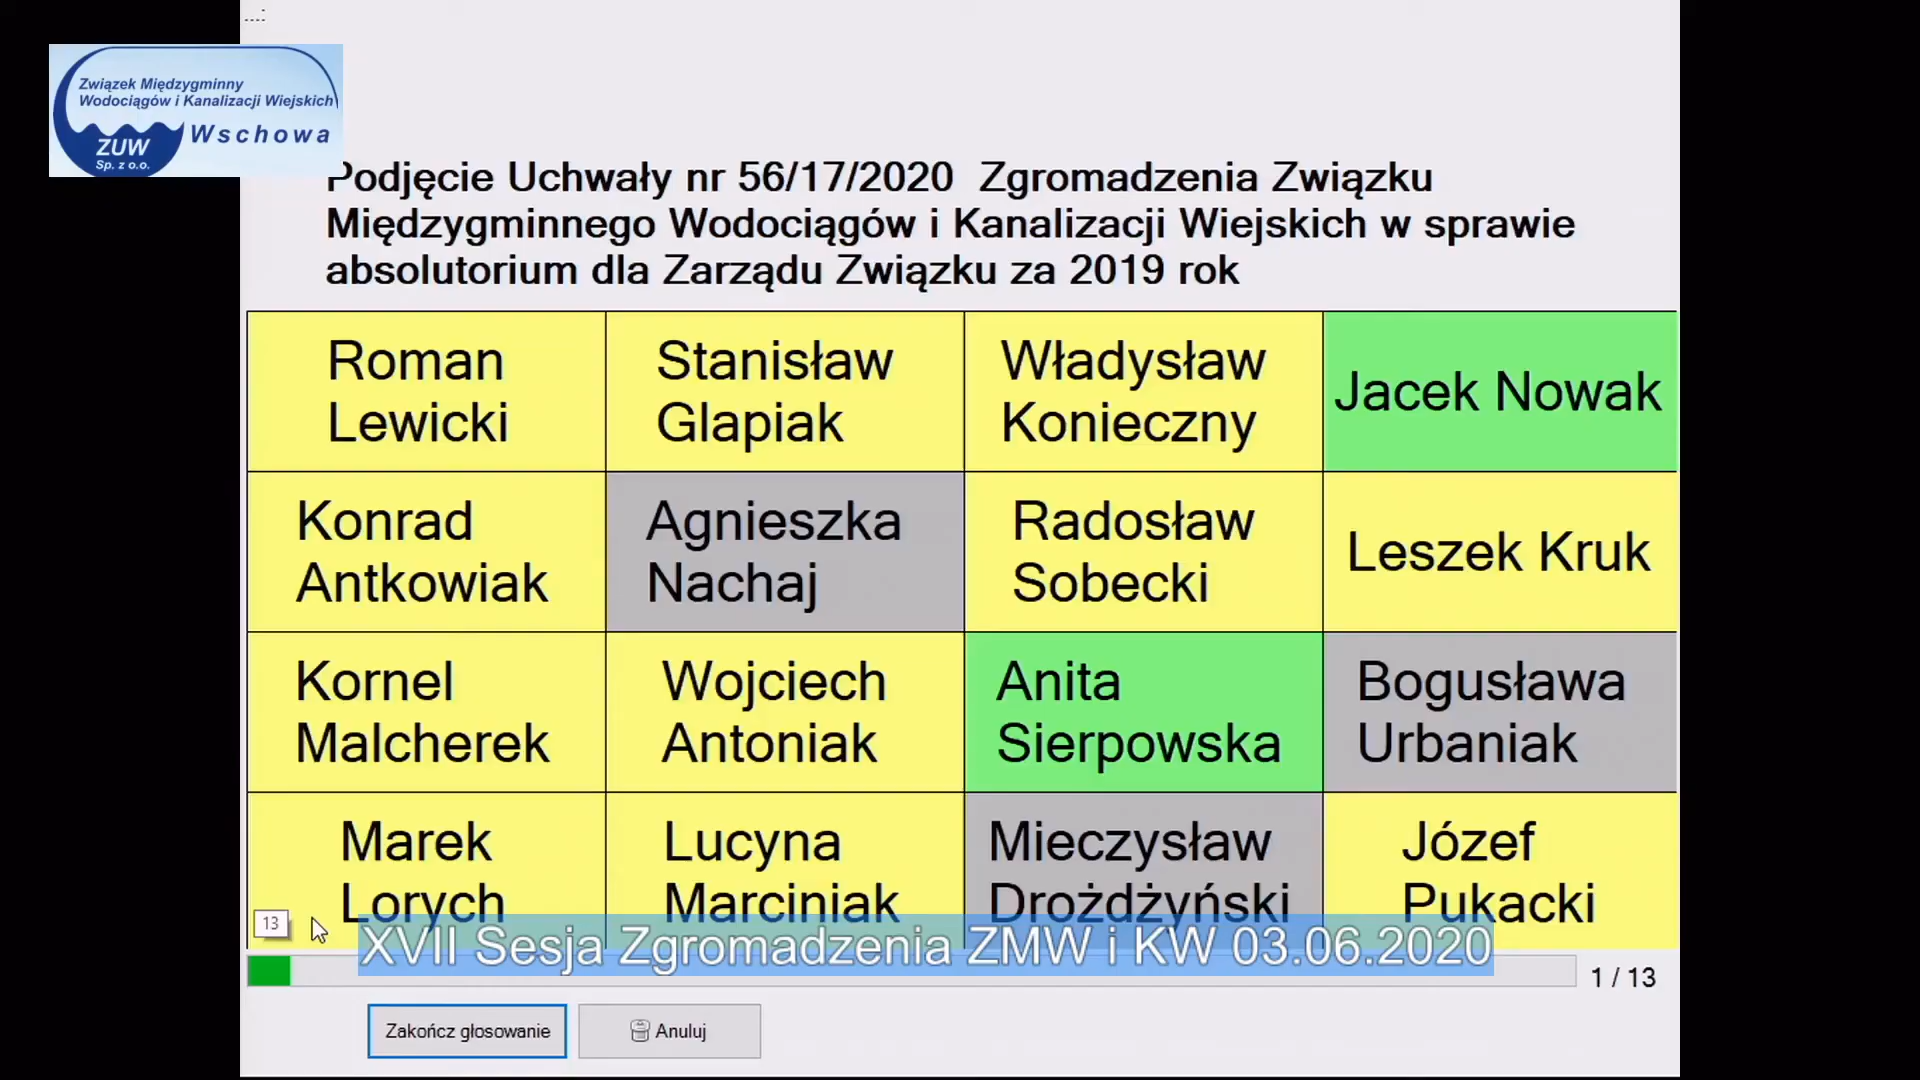 ...:
Związek Międzygminny
Wodociągów i Kanalizacji Wiejskich
Wschowa
ZUW
Sp. z o.o.
Podjęcie Uchwały nr 56/17/2020 Zgromadzenia Związku
Międzygminnego Wodociągów i Kanalizacji Wiejskich w sprawie
absolutorium dla Zarządu Związku za 2019 rok
Roman
Lewicki
Stanisław
Glapiak
Władysław
Konieczny
Jacek Nowak
Konrad
Antkowiak
Agnieszka
Nachaj
Radosław
Sobecki
Leszek Kruk
Kornel
Malcherek
Wojciech
Antoniak
Anita
Sierpowska
Bogusława
Urbaniak
Marek
Lorych
Lucyna
Marciniak
Mieczysław
Drożdżyński
Józef
Pukacki
13
XVII Sesja Zgromadzenia ZMW i KW 03.06.2020
1 / 13
Zakończ głosowanie
Anuluj